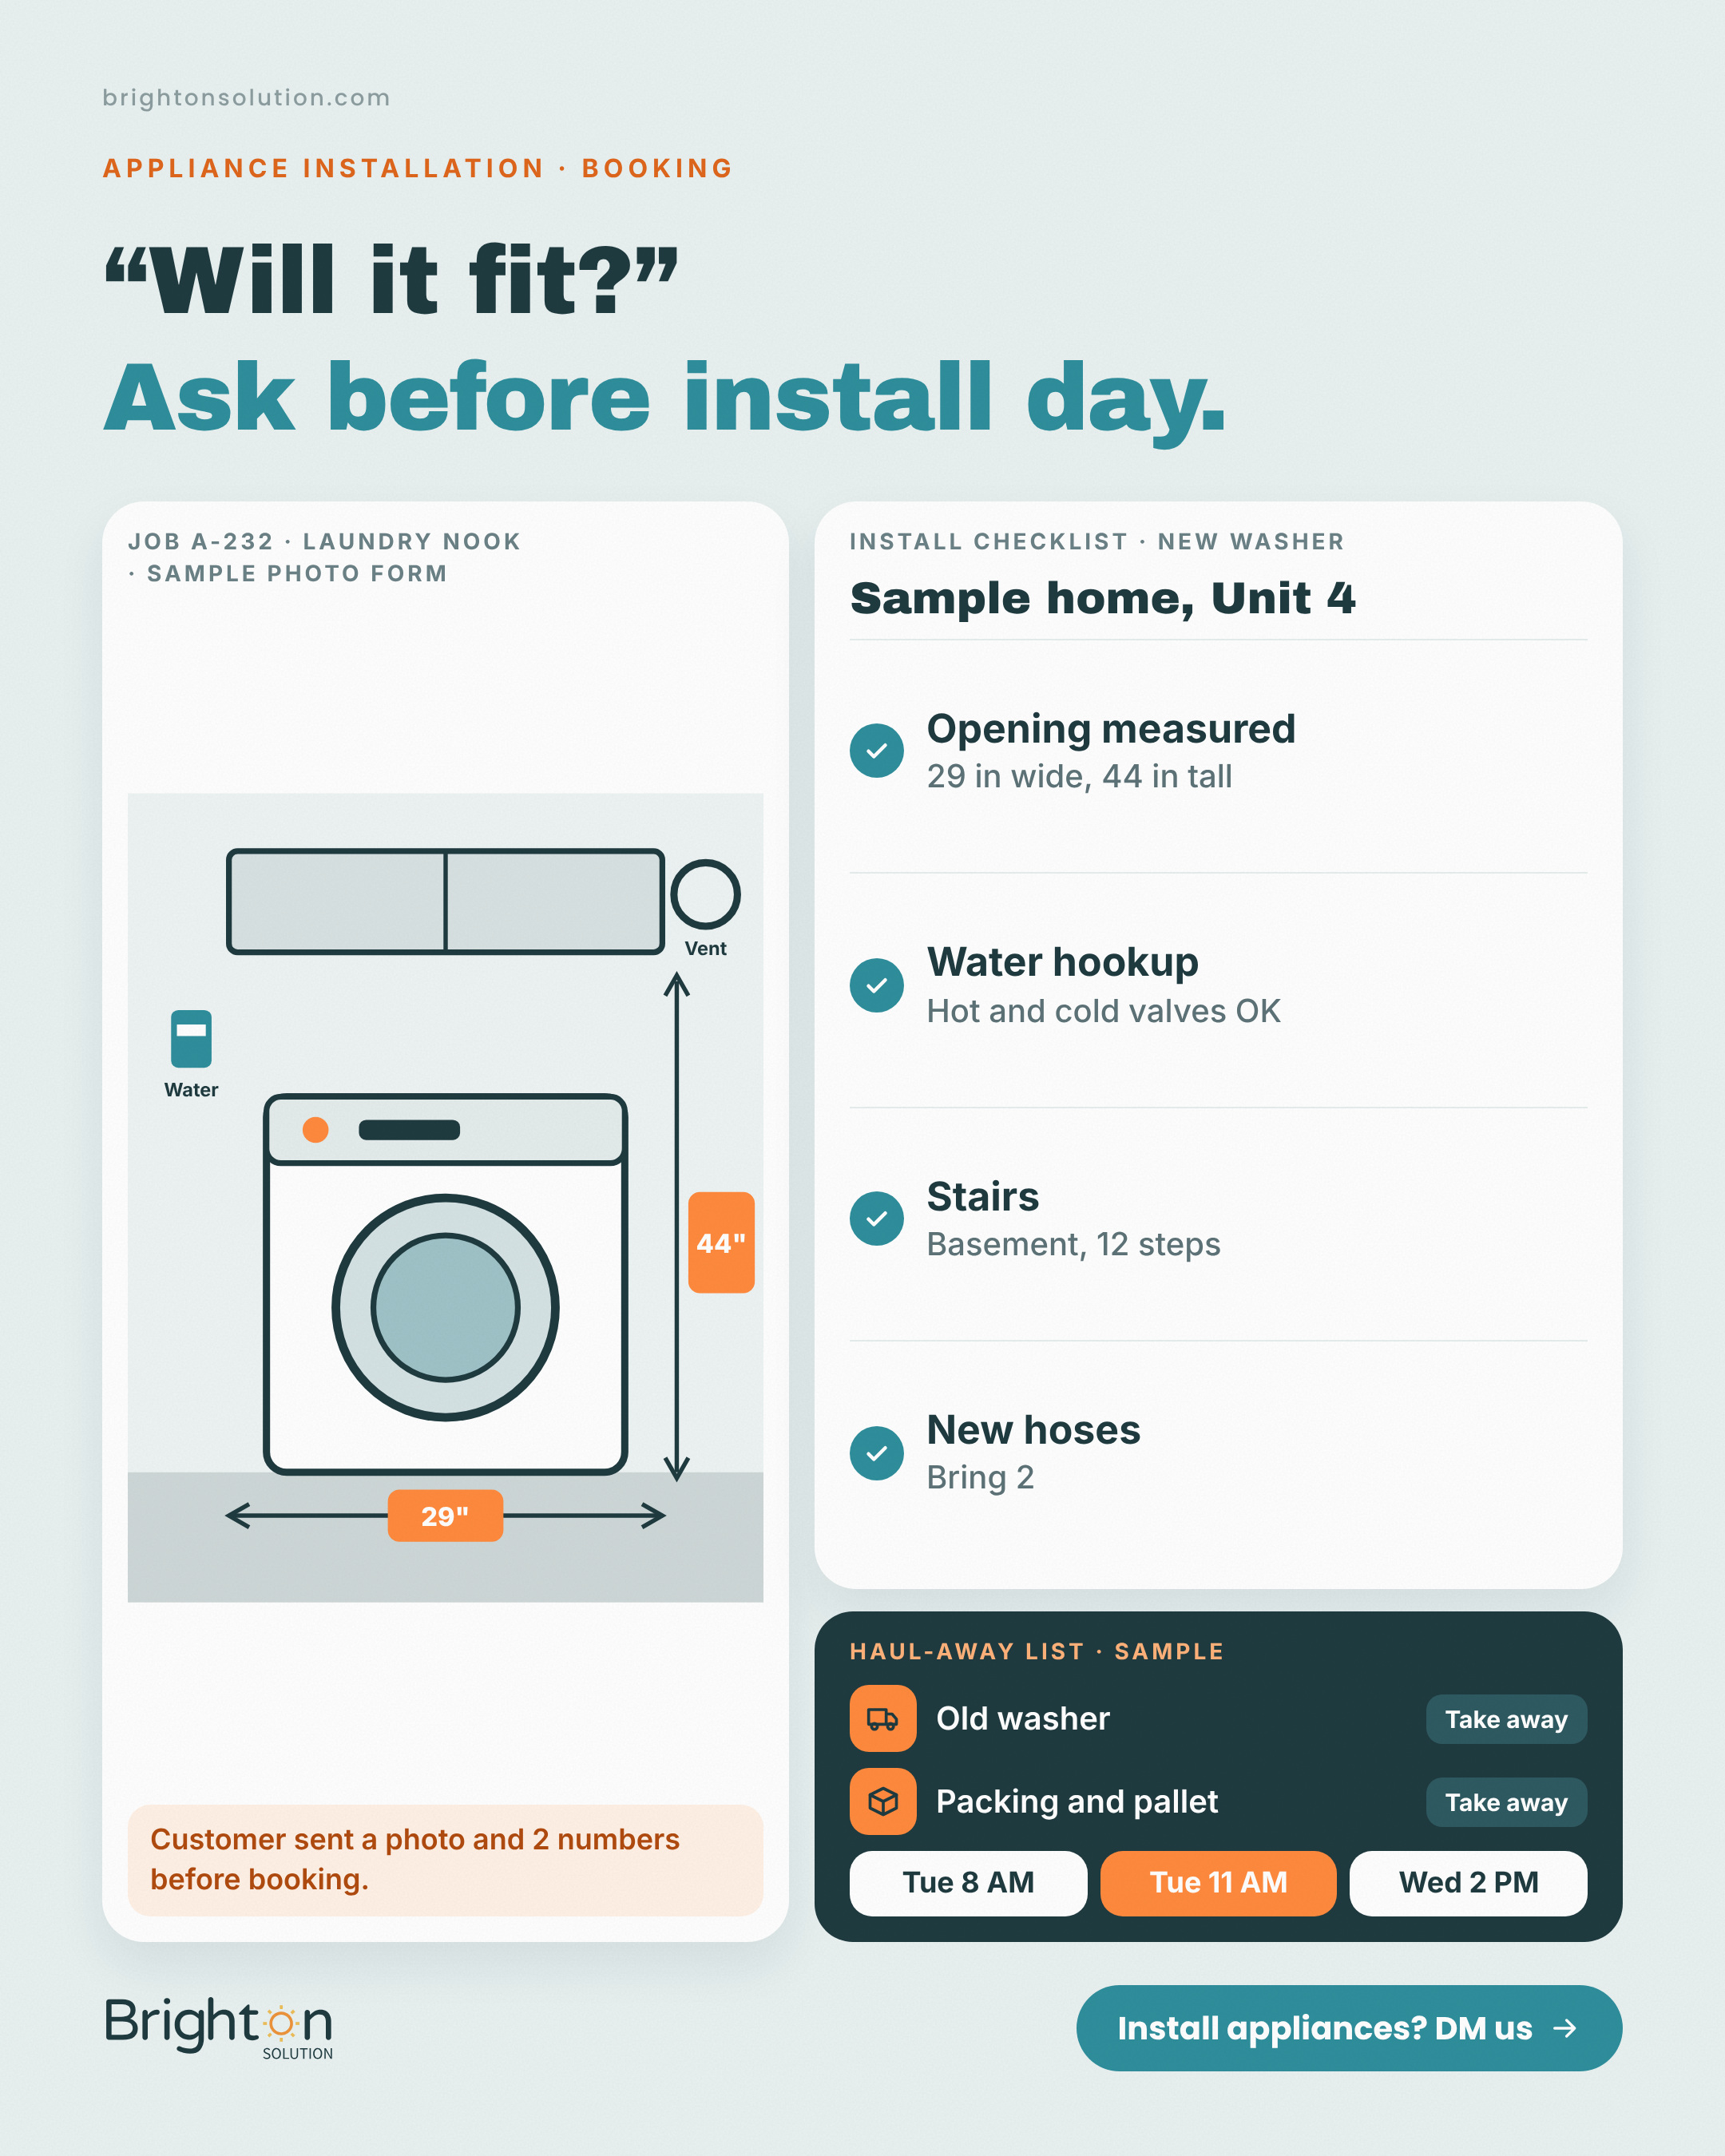 brightonsolution.com
APPLIANCE INSTALLATION · BOOKING
“Will it fit?”
Ask before install day.
JOB A-232 · LAUNDRY NOOK
· SAMPLE PHOTO FORM
Vent
Water
44"
29"
Customer sent a photo and 2 numbers
before booking.
INSTALL CHECKLIST · NEW WASHER
Sample home, Unit 4
Opening measured
29 in wide, 44 in tall
Water hookup
Hot and cold valves OK
Stairs
Basement, 12 steps
New hoses
Bring 2
HAUL-AWAY LIST · SAMPLE
Old washer
Take away
Packing and pallet
Take away
Tue 8 AM
Tue 11 AM
Wed 2 PM
Brighton
SOLUTION
Install appliances? DM us →